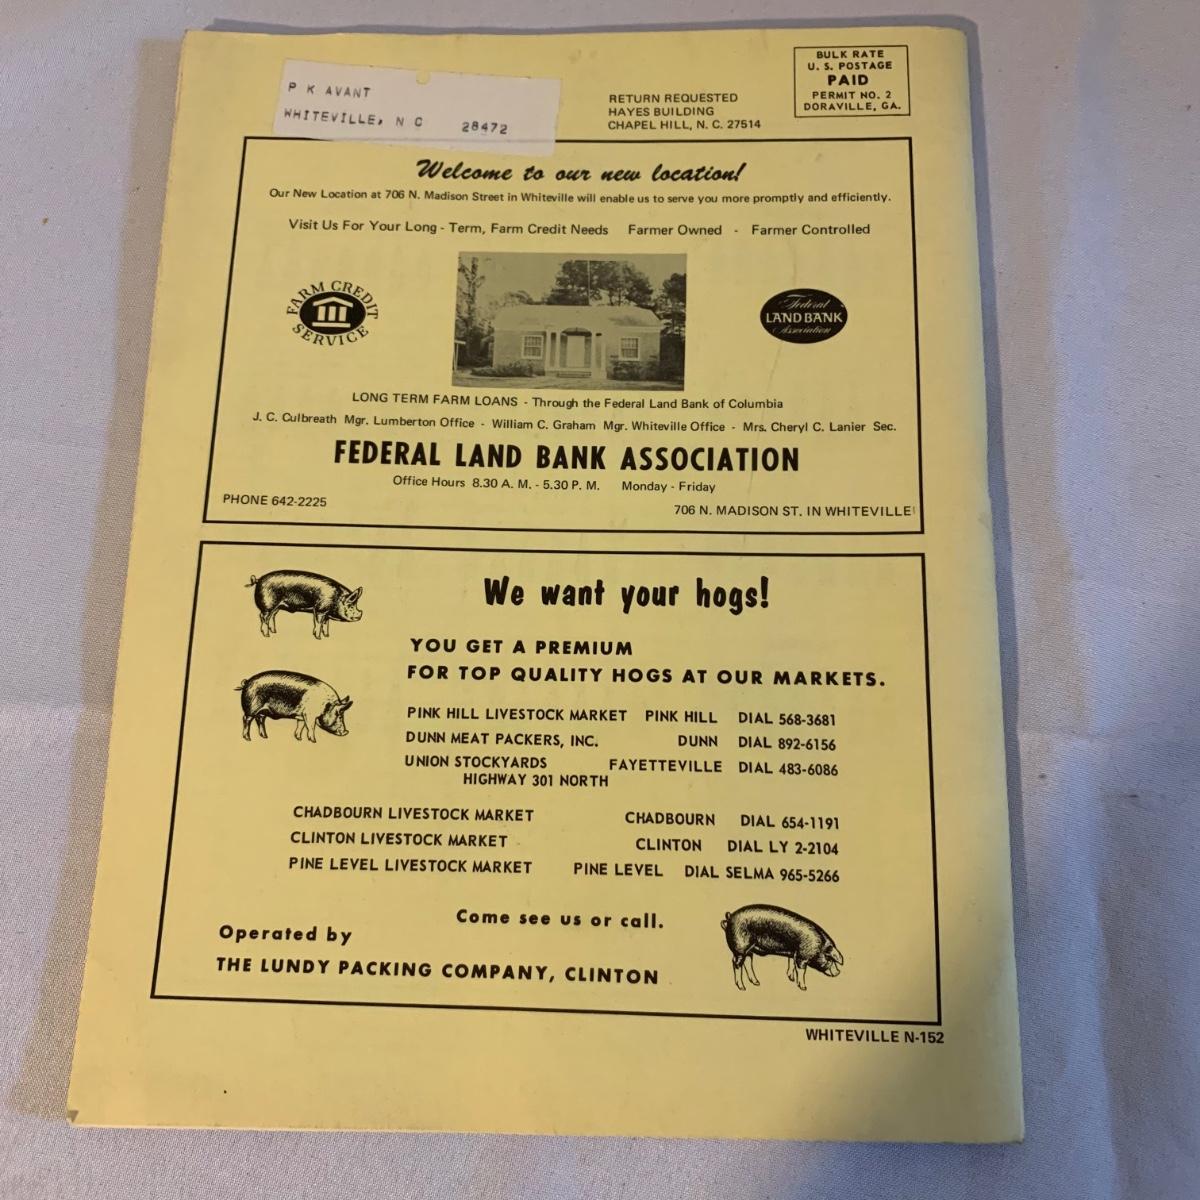 P K AVANT
WHITEVILLE, N C 28472
RETURN REQUESTED
HAYES BUILDING
CHAPEL HILL, N. C. 27514
BULK RATE
U. S. POSTAGE
PAID
PERMIT NO. 2
DORAVILLE, GA.
Welcome to our new location!
Our New Location at 706 N. Madison Street in Whiteville will enable us to serve you more promptly and efficiently.
Visit Us For Your Long - Term, Farm Credit Needs Farmer Owned - Farmer Controlled
FARM CREDIT
SERVICE
Federal
LAND BANK
Association
LONG TERM FARM LOANS - Through the Federal Land Bank of Columbia
J. C. Culbreath Mgr. Lumberton Office - William C. Graham Mgr. Whiteville Office - Mrs. Cheryl C. Lanier Sec.
FEDERAL LAND BANK ASSOCIATION
Office Hours 8.30 A. M. - 5.30 P. M. Monday - Friday
PHONE 642-2225
706 N. MADISON ST. IN WHITEVILLE
We want your hogs!
YOU GET A PREMIUM
FOR TOP QUALITY HOGS AT OUR MARKETS.
PINK HILL LIVESTOCK MARKET PINK HILL DIAL 568-3681
DUNN MEAT PACKERS, INC. DUNN DIAL 892-6156
UNION STOCKYARDS FAYETTEVILLE DIAL 483-6086
HIGHWAY 301 NORTH
CHADBOURN LIVESTOCK MARKET CHADBOURN DIAL 654-1191
CLINTON LIVESTOCK MARKET CLINTON DIAL LY 2-2104
PINE LEVEL LIVESTOCK MARKET PINE LEVEL DIAL SELMA 965-5266
Come see us or call.
Operated by
THE LUNDY PACKING COMPANY, CLINTON
WHITEVILLE N-152